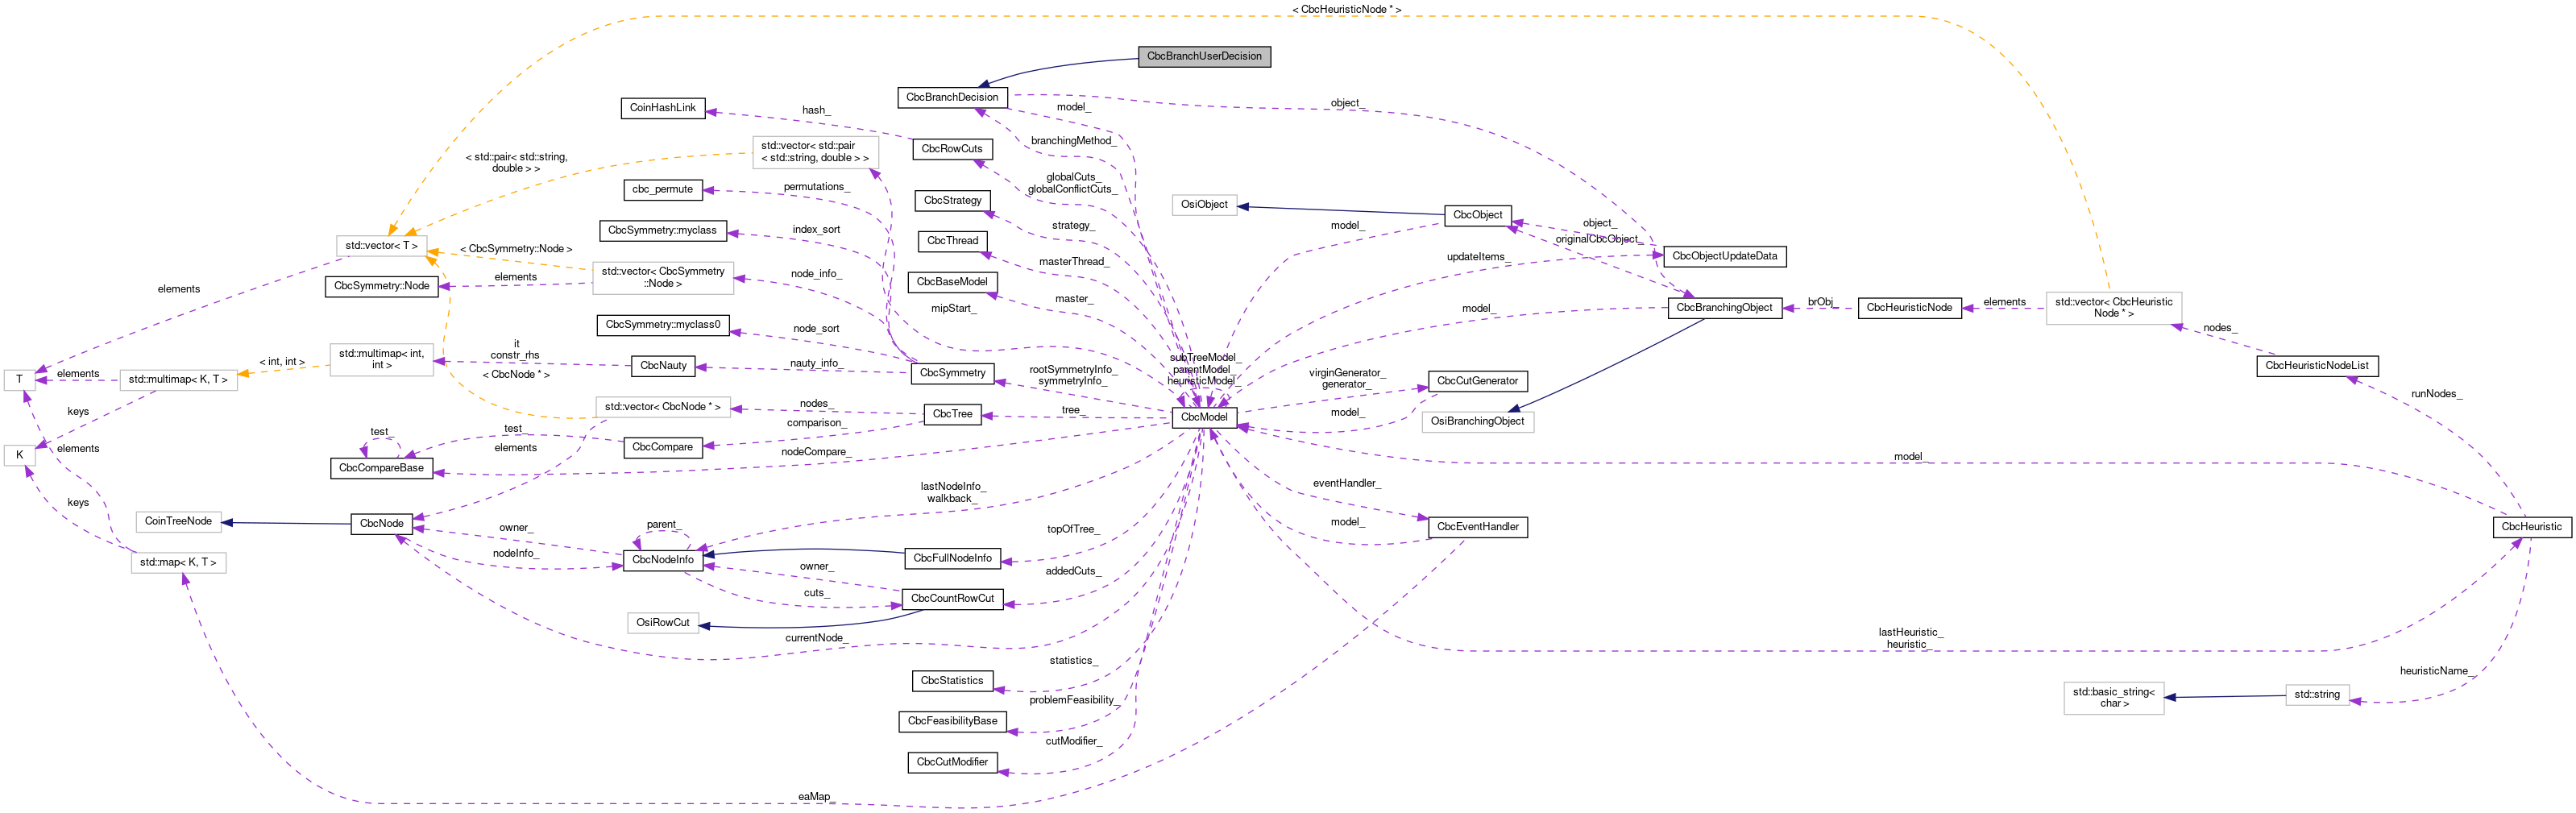 < CbcHeuristicNode * >
CbcBranchUserDecision
CbcBranchDecision
CoinHashLink
hash_
model_
object_
std::vector< std::pair
< std::string, double > >
CbcRowCuts
branchingMethod_
< std::pair< std::string,
double > >
cbc_permute
permutations_
globalCuts_
globalConflictCuts_
CbcStrategy
strategy_
OsiObject
CbcObject
model_
object_
originalCbcObject_
CbcSymmetry::myclass
index_sort
CbcThread
masterThread_
updateItems_
CbcObjectUpdateData
std::vector< T >
< CbcSymmetry::Node >
elements
elements
CbcSymmetry::Node
std::vector< CbcSymmetry
::Node >
node_info_
CbcBaseModel
master_
mipStart_
model_
CbcBranchingObject
brObj_
CbcHeuristicNode
elements
std::vector< CbcHeuristic
Node * >
nodes_
CbcSymmetry::myclass0
node_sort
it
constr_rhs
std::multimap< int,
int >
< int, int >
CbcNauty
nauty_info_
CbcSymmetry
subTreeModel_
parentModel_
heuristicModel_
rootSymmetryInfo_
symmetryInfo_
virginGenerator_
generator_
CbcCutGenerator
CbcHeuristicNodeList
T
elements
std::multimap< K, T >
< CbcNode * >
keys
std::vector< CbcNode * >
nodes_
CbcTree
tree_
CbcModel
model_
OsiBranchingObject
runNodes_
comparison_
test_
test_
CbcCompare
elements
nodeCompare_
K
elements
CbcCompareBase
model_
keys
lastNodeInfo_
walkback_
eventHandler_
CoinTreeNode
CbcNode
owner_
parent_
topOfTree_
model_
CbcEventHandler
CbcHeuristic
nodeInfo_
CbcNodeInfo
CbcFullNodeInfo
std::map< K, T >
owner_
addedCuts_
cuts_
CbcCountRowCut
OsiRowCut
currentNode_
lastHeuristic_
heuristic_
statistics_
CbcStatistics
heuristicName_
problemFeasibility_
std::basic_string<
char >
std::string
CbcFeasibilityBase
cutModifier_
CbcCutModifier
eaMap_